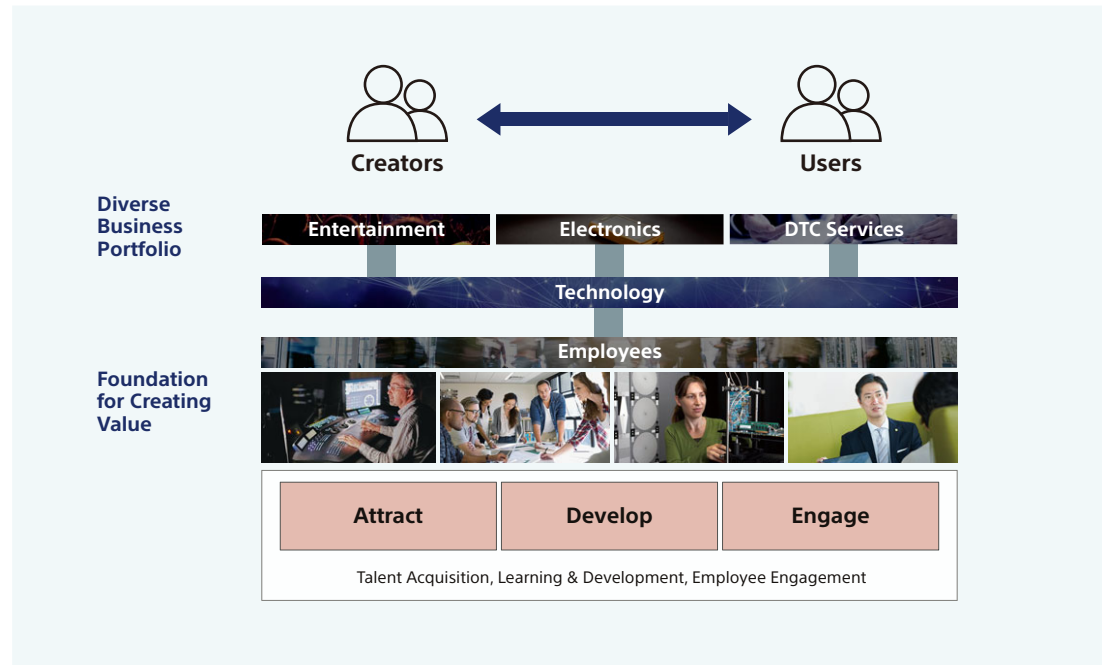 Creators
Users
Diverse
Business
Portfolio
Entertainment
Electronics
DTC Services
Technology
Employees
Foundation
for Creating
Value
Attract
Develop
Engage
Talent Acquisition, Learning & Development, Employee Engagement